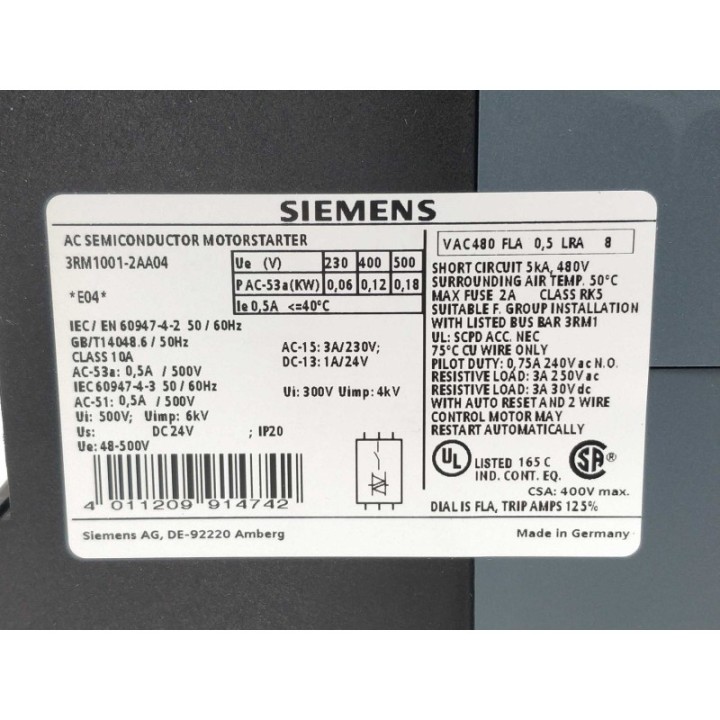 SIEMENS
AC SEMICONDUCTOR MOTORSTARTER
3RM1001-2AA04
*E04*
Ue (V) 230 400 500
P AC-53a(KW) 0,06 0,12 0,18
Ie 0,5A <=40°C
IEC/ EN 60947-4-2 50/60Hz
GB/T14048.6/50Hz
CLASS 10A
AC-53a: 0,5A / 500V
IEC 60947-4-3 50/60Hz
AC-51: 0,5A / 500V
Ui: 500V; Uimp: 6kV
Us: DC 24V ; IP20
Ue: 48-500V
AC-15: 3A/230V;
DC-13: 1A/24V
Ui: 300V Uimp: 4kV
4 011209 914742
VAC480 FLA 0,5 LRA 8
SHORT CIRCUIT 5kA, 480V
SURROUNDING AIR TEMP. 50°C
MAX FUSE 2A CLASS RK5
SUITABLE F. GROUP INSTALLATION
WITH LISTED BUS BAR 3RM1
UL: SCPD ACC. NEC
75°C CU WIRE ONLY
PILOT DUTY: 0,75A 240V ac N.O.
RESISTIVE LOAD: 3A 250V ac
RESISTIVE LOAD: 3A 30V dc
WITH AUTO RESET AND 2 WIRE
CONTROL MOTOR MAY
RESTART AUTOMATICALLY
UL LISTED 165 C
IND. CONT. EQ.
SA®
CSA: 400V max.
DIAL IS FLA, TRIP AMPS 125%
Siemens AG, DE-92220 Amberg
Made in Germany